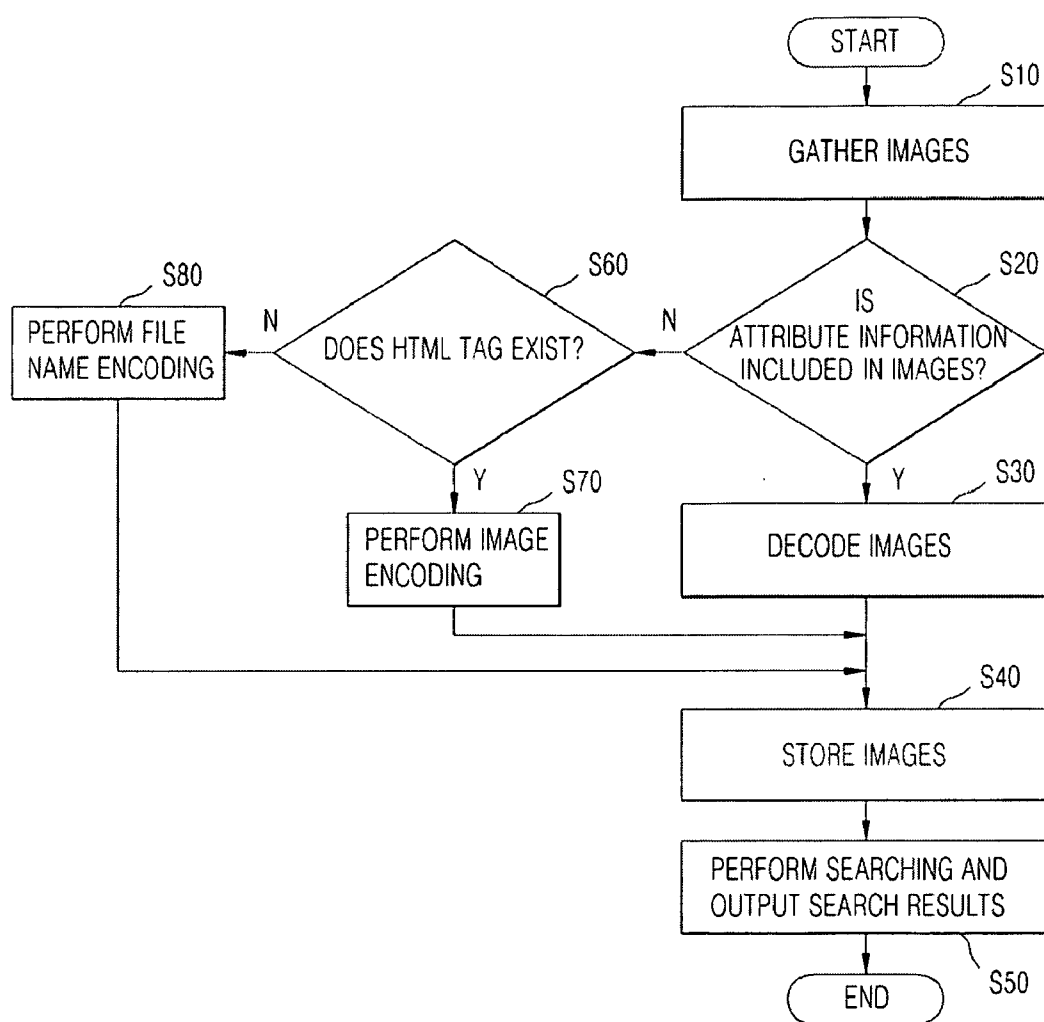 START
S10
GATHER IMAGES
S20
IS
ATTRIBUTE INFORMATION
INCLUDED IN IMAGES?
N
Y
S60
DOES HTML TAG EXIST?
N
Y
S80
PERFORM FILE
NAME ENCODING
S70
PERFORM IMAGE
ENCODING
S30
DECODE IMAGES
S40
STORE IMAGES
PERFORM SEARCHING AND
OUTPUT SEARCH RESULTS
S50
END